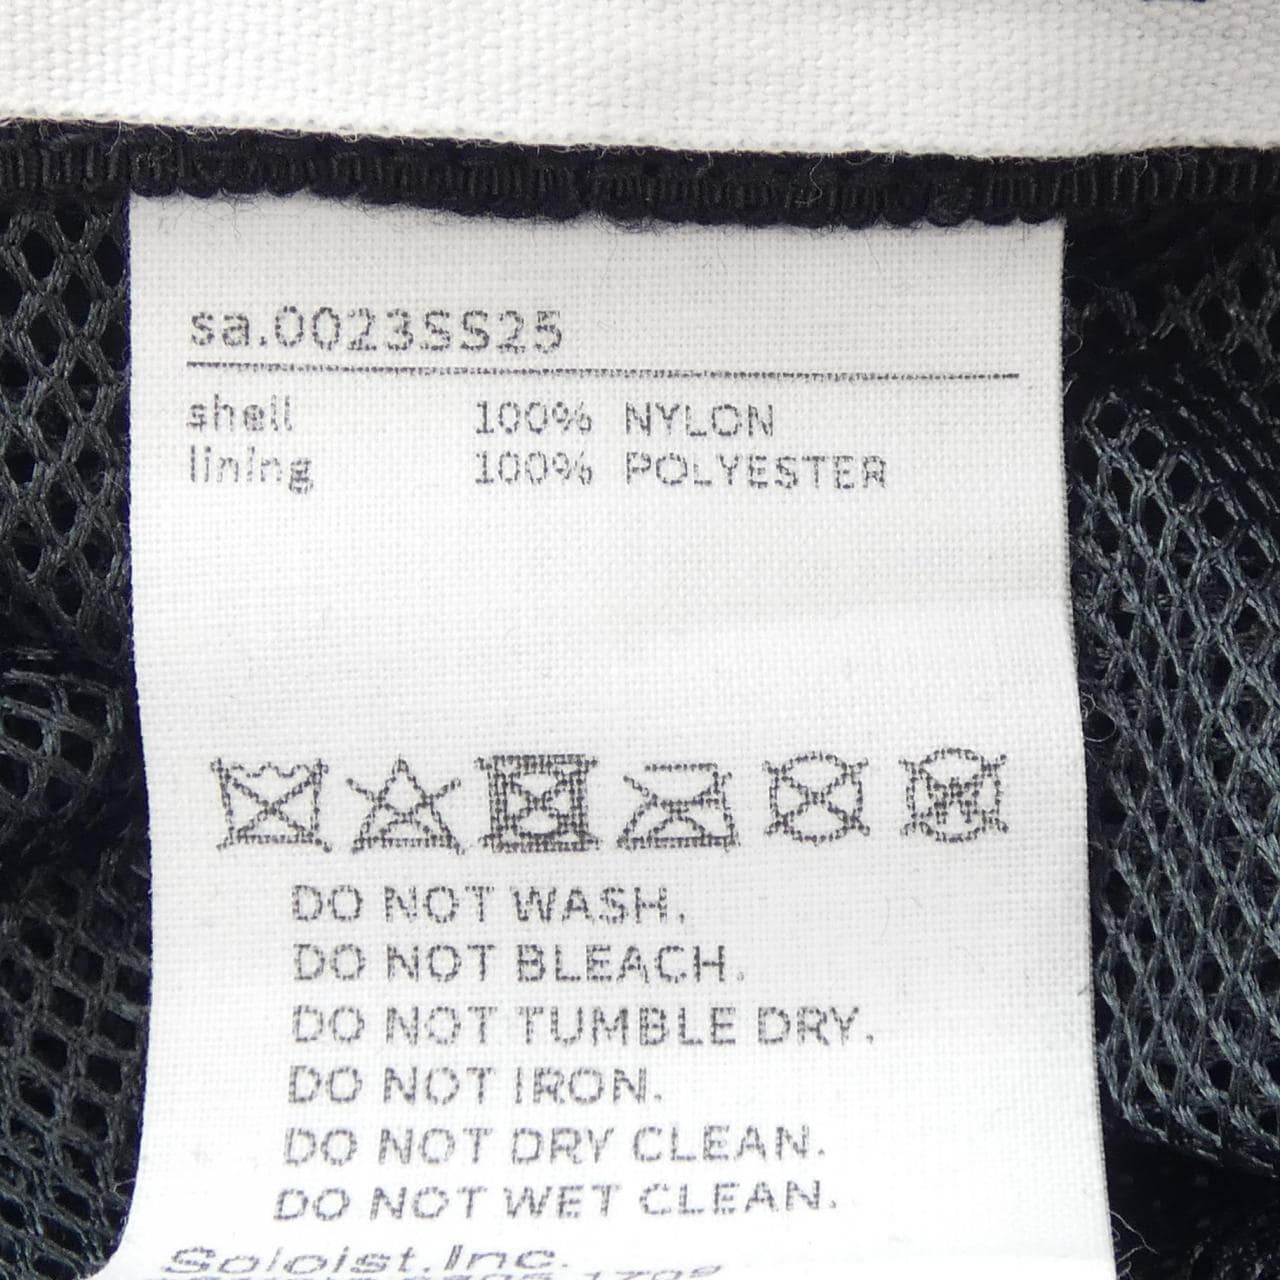 sa.0023SS25
shell 100% NYLON
lining 100% POLYESTER
DO NOT WASH.
DO NOT BLEACH.
DO NOT TUMBLE DRY.
DO NOT IRON.
DO NOT DRY CLEAN.
DO NOT WET CLEAN.
Soloist.Inc.